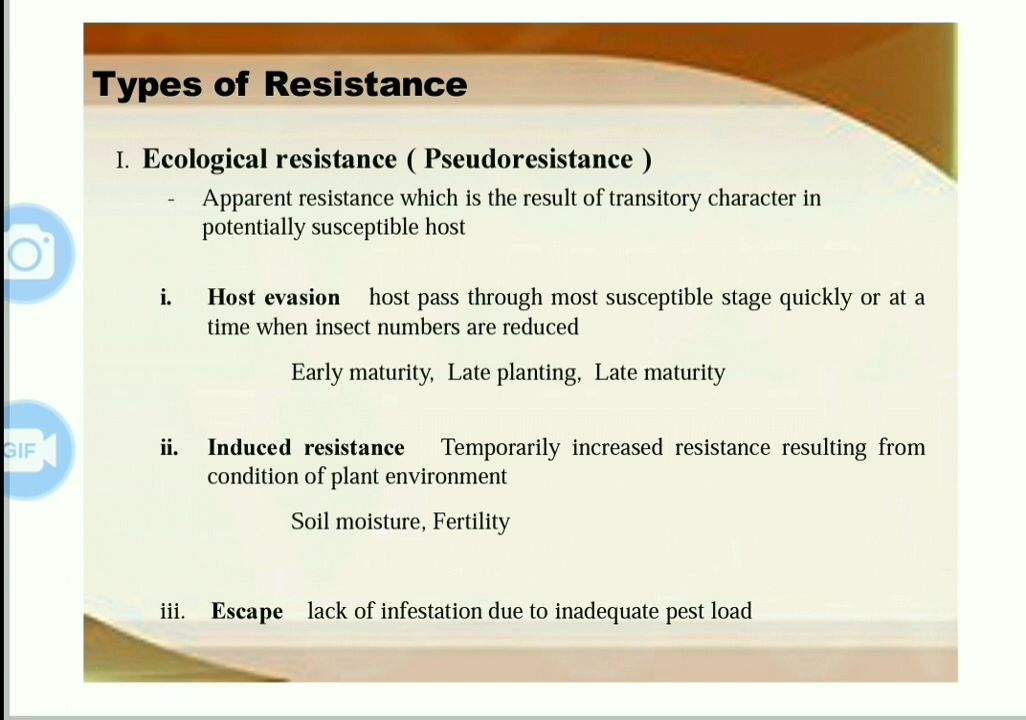 Types of Resistance
I. Ecological resistance ( Pseudoresistance )
- Apparent resistance which is the result of transitory character in
potentially susceptible host
i. Host evasion host pass through most susceptible stage quickly or at a
time when insect numbers are reduced
Early maturity, Late planting, Late maturity
ii. Induced resistance Temporarily increased resistance resulting from
condition of plant environment
Soil moisture, Fertility
iii. Escape lack of infestation due to inadequate pest load
GIF